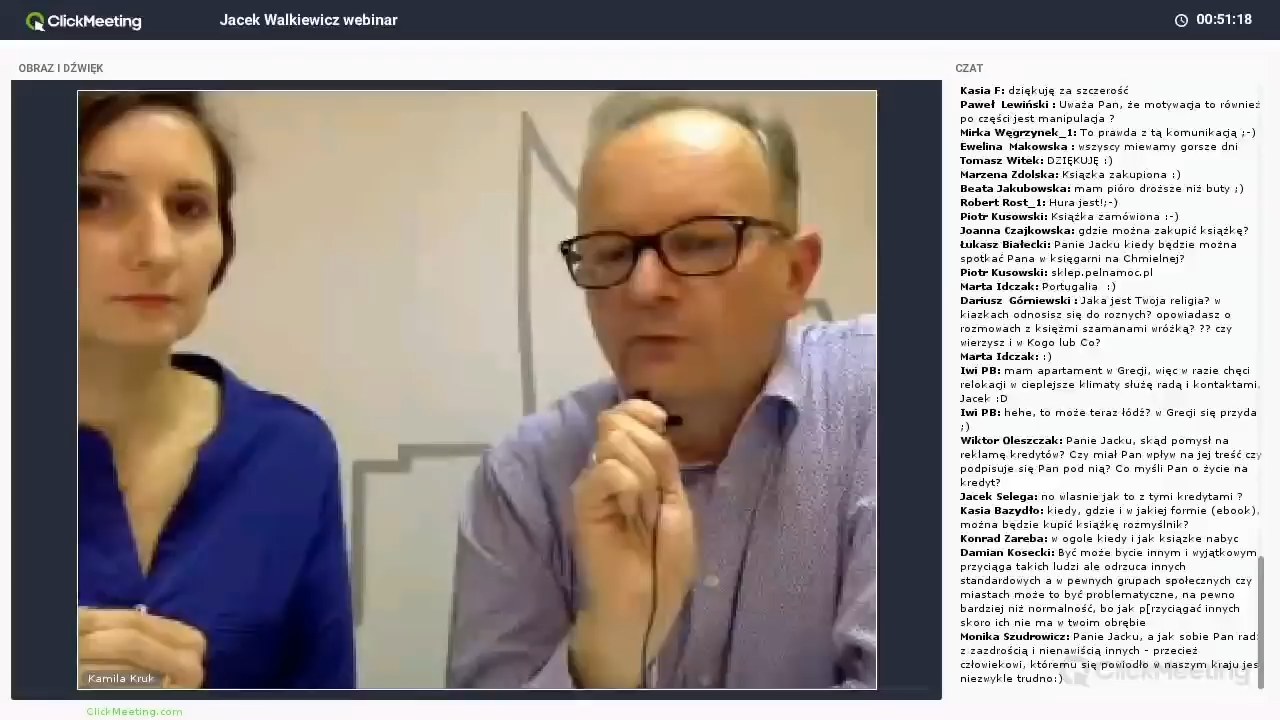 ClickMeeting
Jacek Walkiewicz webinar
00:51:18
OBRAZ I DŹWIĘK
CZAT
Kasia F: dziękuję za szczerość
Paweł Lewiński : Uważa Pan, że motywacja to również
po części jest manipulacja ?
Mirka Węgrzynek_1: To prawda z tą komunikacją ;-)
Ewelina Makowska : wszyscy miewamy gorsze dni
Tomasz Witek: DZIĘKUJĘ :)
Marzena Zdolska: Książka zakupiona :)
Beata Jakubowska: mam pióro droższe niż buty ;)
Robert Rost_1: Hura jest!;-)
Piotr Kusowski: Książka zamówiona :-)
Joanna Czajkowska: gdzie można zakupić książkę?
Łukasz Białecki: Panie Jacku kiedy będzie można
spotkać Pana w księgarni na Chmielnej?
Piotr Kusowski: sklep.pelnamoc.pl
Marta Idczak: Portugalia :)
Dariusz Górniewski : Jaka jest Twoja religia? w
kiazkach odnosisz się do roznych? opowiadasz o
rozmowach z księżmi szamanami wróżką? ?? czy
wierzysz i w Kogo lub Co?
Marta Idczak: :)
Iwi PB: mam apartament w Grecji, więc w razie chęci
relokacji w cieplejsze klimaty służę radą i kontaktami,
Jacek :D
Iwi PB: hehe, to może teraz łódź? w Grecji się przyda
;)
Wiktor Oleszczak: Panie Jacku, skąd pomysł na
reklamę kredytów? Czy miał Pan wpływ na jej treść czy
podpisuje się Pan pod nią? Co myśli Pan o życie na
kredyt?
Jacek Selega: no wlasnie jak to z tymi kredytami ?
Kasia Bazydło: kiedy, gdzie i w jakiej formie (ebook),
można będzie kupić książkę rozmyślnik?
Konrad Zareba: w ogole kiedy i jak książke nabyc
Damian Kosecki: Być może bycie innym i wyjątkowym
przyciąga takich ludzi ale odrzuca innych
standardowych a w pewnych grupach społecznych czy
miastach może to być problematyczne, na pewno
bardziej niż normalność, bo jak p[rzyciągać innych
skoro ich nie ma w twoim obrębie
Monika Szudrowicz: Panie Jacku, a jak sobie Pan radzi
z zazdrością i nienawiścią innych - przecież
człowiekowi, któremu się powiodło w naszym kraju jes
niezwykle trudno:)
ClickMeeting
Kamila Kruk
ClickMeeting.com